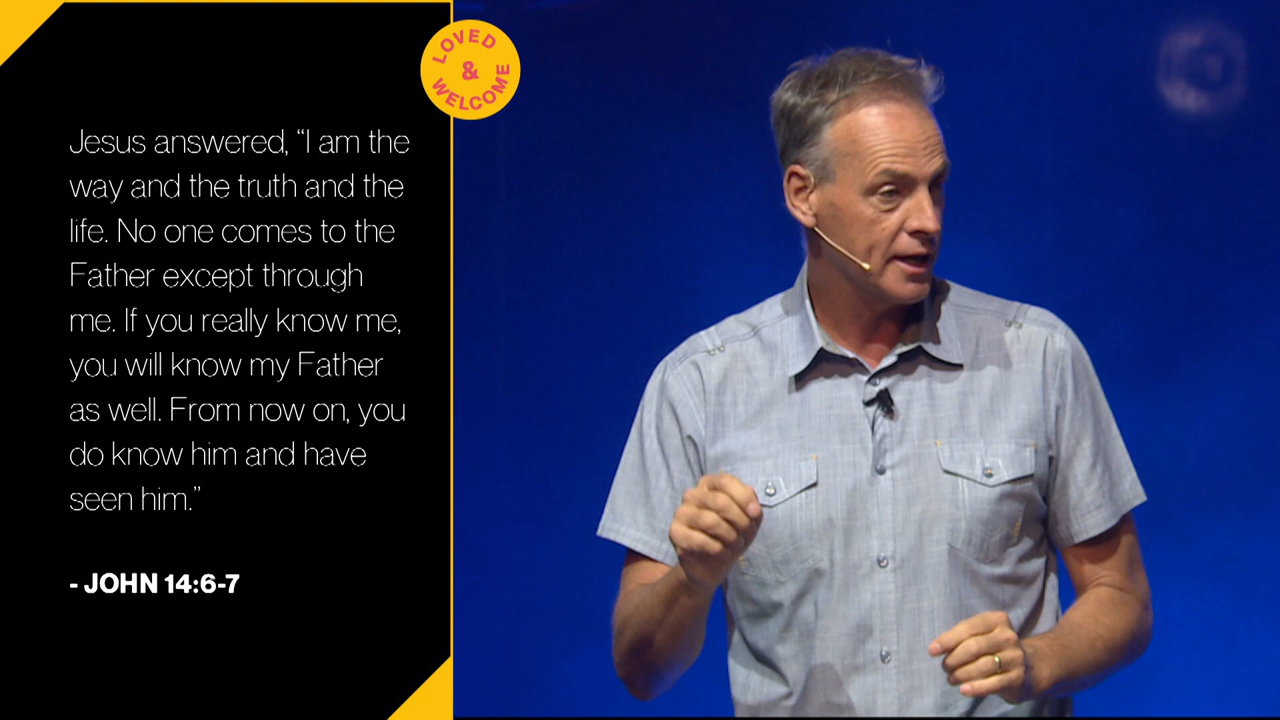 Jesus answered, “I am the
way and the truth and the
life. No one comes to the
Father except through
me. If you really know me,
you will know my Father
as well. From now on, you
do know him and have
seen him.”
- JOHN 14:6-7
LOVED
&
WELCOME